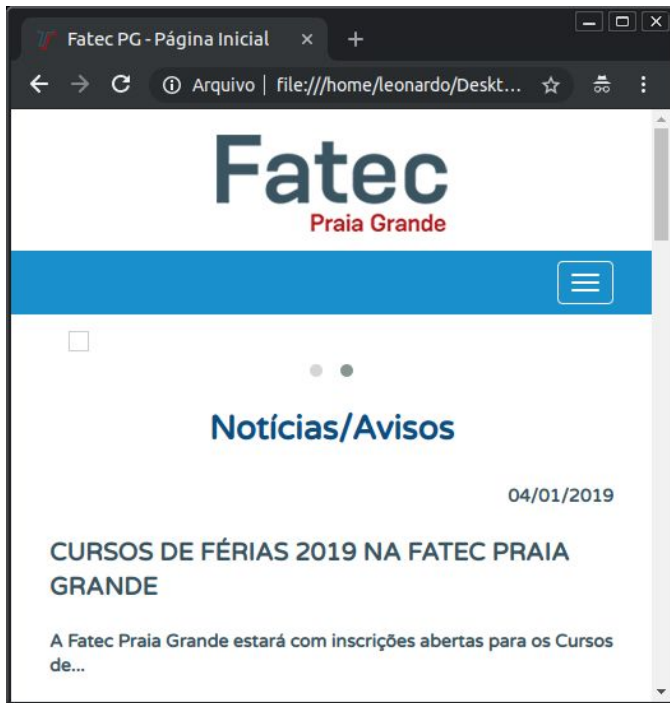 Fatec PG - Página Inicial
Arquivo | file:///home/leonardo/Deskt...
Fatec
Praia Grande
Notícias/Avisos
04/01/2019
CURSOS DE FÉRIAS 2019 NA FATEC PRAIA
GRANDE
A Fatec Praia Grande estará com inscrições abertas para os Cursos
de...